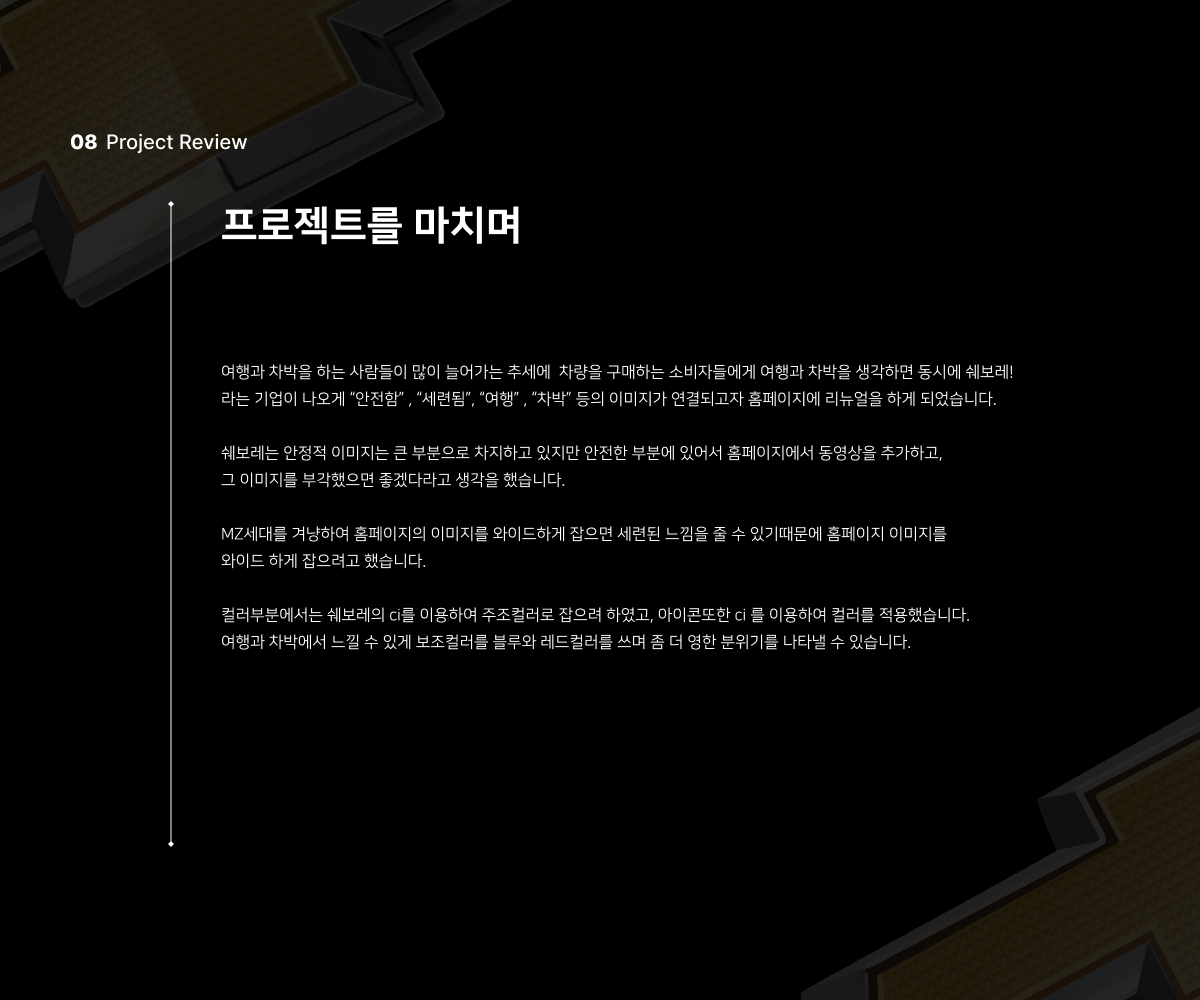 08 Project Review
프로젝트를 마치며
여행과 차박을 하는 사람들이 많이 늘어가는 추세에  차량을 구매하는 소비자들에게 여행과 차박을 생각하면 동시에 쉐보레!
라는 기업이 나오게 “안전함” , “세련됨”, “여행” , “차박” 등의 이미지가 연결되고자 홈페이지에 리뉴얼을 하게 되었습니다.
쉐보레는 안정적 이미지는 큰 부분으로 차지하고 있지만 안전한 부분에 있어서 홈페이지에서 동영상을 추가하고,
그 이미지를 부각했으면 좋겠다라고 생각을 했습니다.
MZ세대를 겨냥하여 홈페이지의 이미지를 와이드하게 잡으면 세련된 느낌을 줄 수 있기때문에 홈페이지 이미지를
와이드 하게 잡으려고 했습니다.
컬러부분에서는 쉐보레의 ci를 이용하여 주조컬러로 잡으려 하였고, 아이콘또한 ci 를 이용하여 컬러를 적용했습니다.
여행과 차박에서 느낄 수 있게 보조컬러를 블루와 레드컬러를 쓰며 좀 더 영한 분위기를 나타낼 수 있습니다.